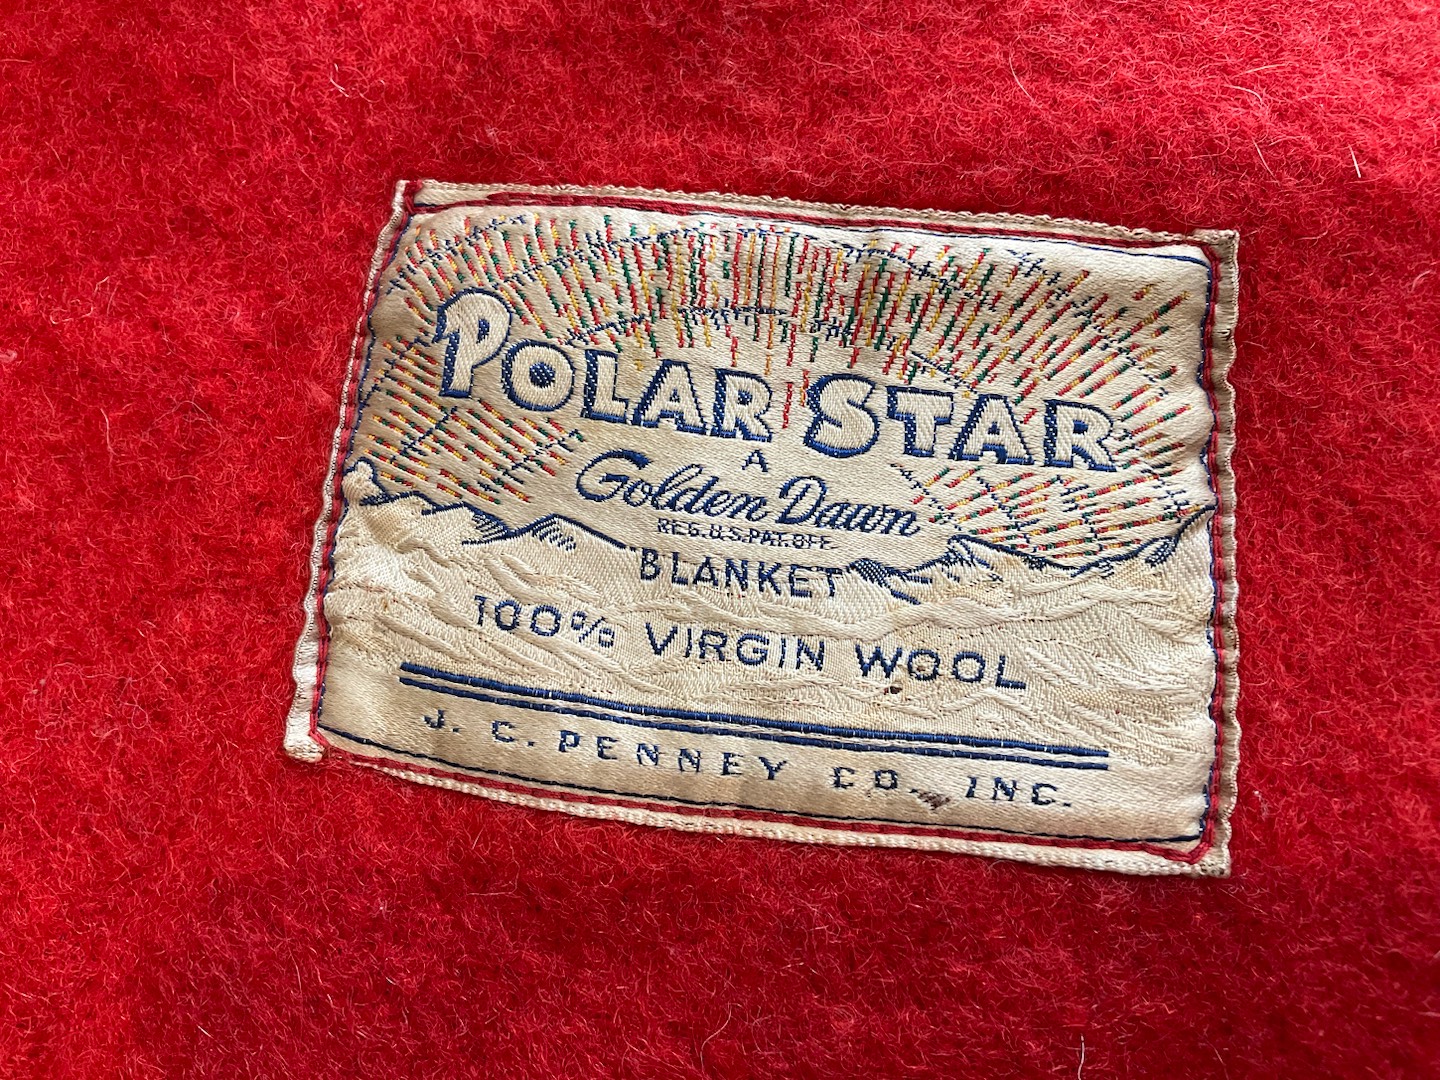 POLAR STAR
A
Golden Dawn
REG. U.S. PAT. OFF.
BLANKET
100% VIRGIN WOOL
J. C. PENNEY CO., INC.